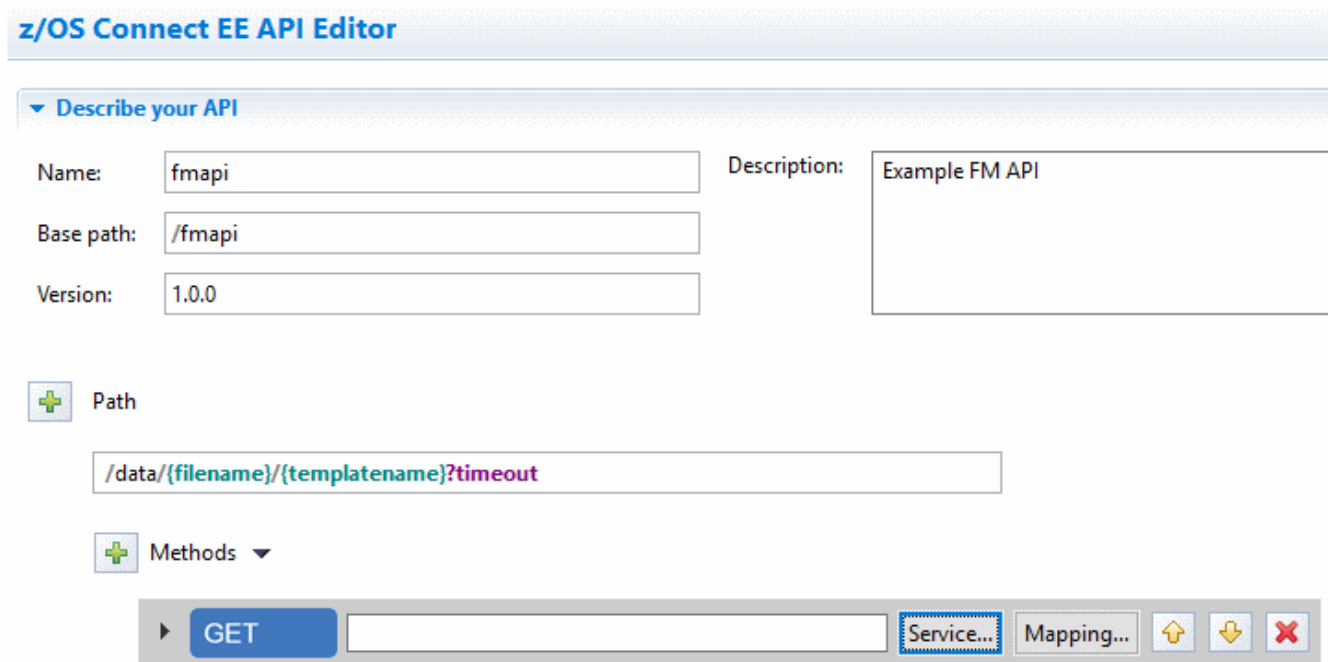 z/OS Connect EE API Editor
Describe your API
Name: fmapi
Description: Example FM API
Base path: /fmapi
Version: 1.0.0
Path
/data/{filename}/{templatename}?timeout
Methods
GET Service... Mapping...